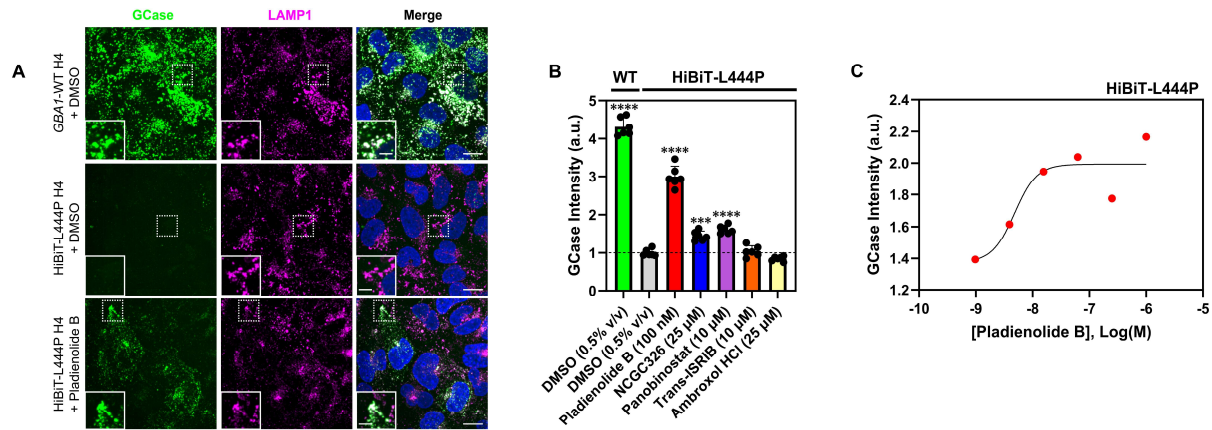 A
GCase
LAMP1
Merge
GBA1-WT H4
+ DMSO
HiBiT-L444P H4
+ DMSO
HiBiT-L444P H4
+ Pladienolide B
B
WT
HiBiT-L444P
GCase Intensity (a.u.)
5
4
3
2
1
0
****
****
***
****
DMSO (0.5% v/v)
DMSO (0.5% v/v)
Pladienolide B (100 nM)
NCGC326 (25 µM)
Panobinostat (10 µM)
Trans-ISRIB (10 µM)
Ambroxol HCl (25 µM)
C
HiBiT-L444P
GCase Intensity (a.u.)
2.4
2.2
2.0
1.8
1.6
1.4
1.2
-10
-9
-8
-7
-6
-5
[Pladienolide B], Log(M)